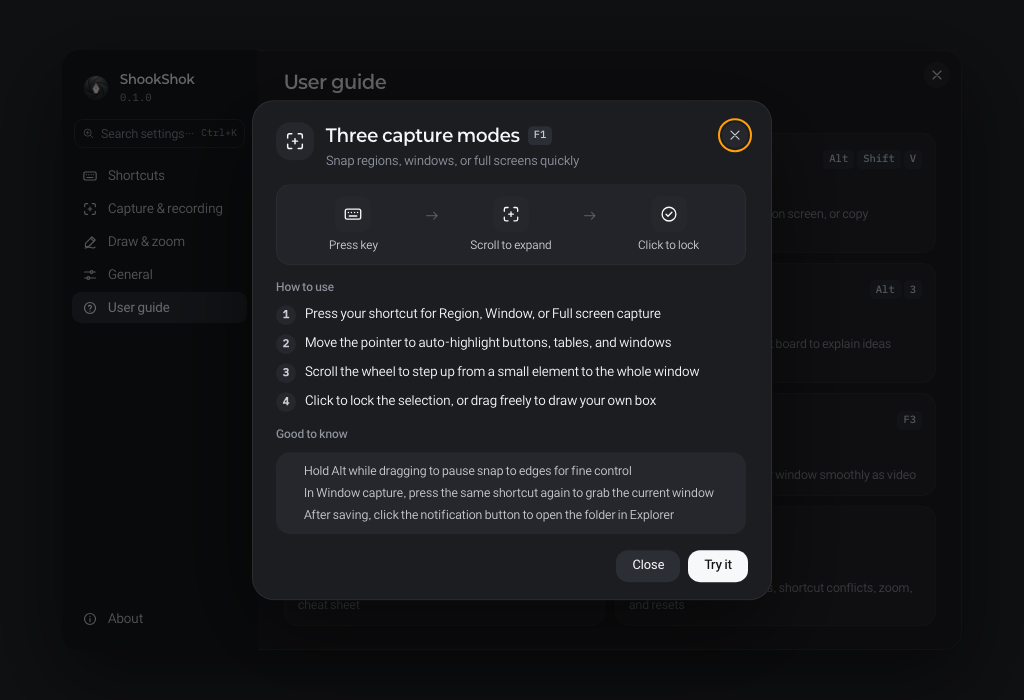 ShookShok
0.1.0
Search settings··· Ctrl+K
Shortcuts
Capture & recording
Draw & zoom
General
User guide
About
User guide
Alt Shift V
on screen, or copy
Alt 3
board to explain ideas
F3
window smoothly as video
shortcut conflicts, zoom,
and resets
cheat sheet
Three capture modes F1
Snap regions, windows, or full screens quickly
Press key → Scroll to expand → Click to lock
How to use
1 Press your shortcut for Region, Window, or Full screen capture
2 Move the pointer to auto-highlight buttons, tables, and windows
3 Scroll the wheel to step up from a small element to the whole window
4 Click to lock the selection, or drag freely to draw your own box
Good to know
Hold Alt while dragging to pause snap to edges for fine control
In Window capture, press the same shortcut again to grab the current window
After saving, click the notification button to open the folder in Explorer
Close Try it